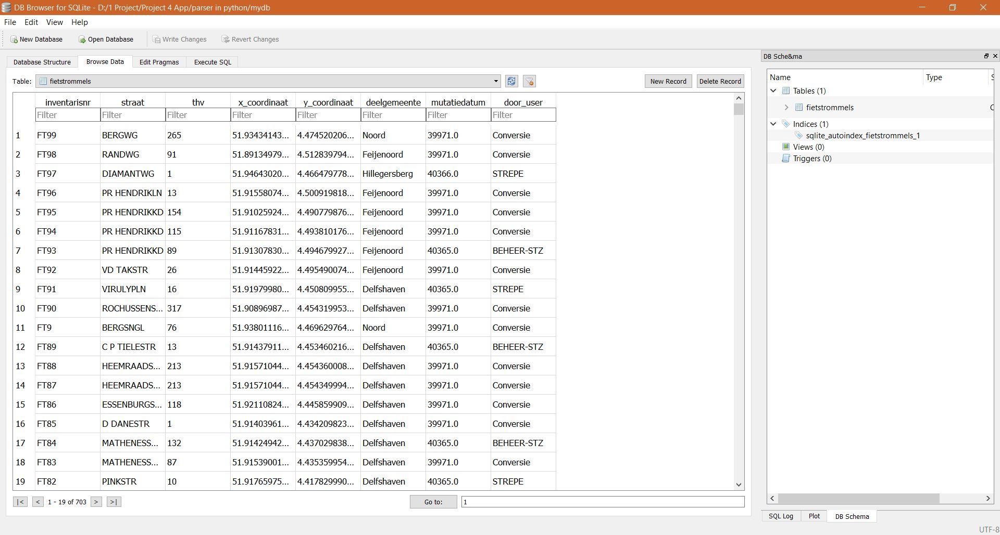 DB Browser for SQLite - D:/1 Project/Project 4 App/parser in python/mydb
File Edit View Help
New Database Open Database Write Changes Revert Changes
Database Structure Browse Data Edit Pragmas Execute SQL
Table: fietstrommels New Record Delete Record
inventarisnr straat thv x_coordinaat y_coordinaat deelgemeente mutatiedatum door_user
Filter Filter Filter Filter Filter Filter Filter Filter
1 FT99 BERGWG 265 51.93434143... 4.474520206... Noord 39971.0 Conversie
2 FT98 RANDWG 91 51.89134979... 4.512839794... Feijenoord 39971.0 Conversie
3 FT97 DIAMANTWG 1 51.94643020... 4.466479778... Hillegersberg 40366.0 STREPE
4 FT96 PR HENDRIKLN 13 51.91558074... 4.500919818... Feijenoord 39971.0 Conversie
5 FT95 PR HENDRIKKD 154 51.91025924... 4.490779876... Feijenoord 39971.0 Conversie
6 FT94 PR HENDRIKKD 115 51.91167831... 4.493810176... Feijenoord 39971.0 Conversie
7 FT93 PR HENDRIKKD 89 51.91307830... 4.494679927... Feijenoord 40365.0 BEHEER-STZ
8 FT92 VD TAKSTR 26 51.91445922... 4.495490074... Feijenoord 39971.0 Conversie
9 FT91 VIRULYPLN 16 51.91979980... 4.450809955... Delfshaven 40365.0 STREPE
10 FT90 ROCHUSSENS... 317 51.90896987... 4.454319953... Delfshaven 39971.0 Conversie
11 FT9 BERGSNGL 76 51.93801116... 4.469629764... Noord 39971.0 Conversie
12 FT89 C P TIELESTR 13 51.91437911... 4.453460216... Delfshaven 40365.0 BEHEER-STZ
13 FT88 HEEMRAADS... 213 51.91571044... 4.454360008... Delfshaven 39971.0 Conversie
14 FT87 HEEMRAADS... 213 51.91571044... 4.454349994... Delfshaven 39971.0 Conversie
15 FT86 ESSENBURGS... 118 51.92110824... 4.445859909... Delfshaven 39971.0 Conversie
16 FT85 D DANESTR 1 51.91403961... 4.434209823... Delfshaven 39971.0 Conversie
17 FT84 MATHENESS... 132 51.91424942... 4.437029838... Delfshaven 40365.0 BEHEER-STZ
18 FT83 MATHENESS... 87 51.91539001... 4.435359954... Delfshaven 39971.0 Conversie
19 FT82 PINKSTR 10 51.91765975... 4.417829990... Delfshaven 40365.0 STREPE
|< < 1 - 19 of 703 > >| Go to: 1
DB Sche&ma
Name Type S
Tables (1)
fietstrommels C
Indices (1)
sqlite_autoindex_fietstrommels_1
Views (0)
Triggers (0)
SQL Log Plot DB Schema
UTF-8